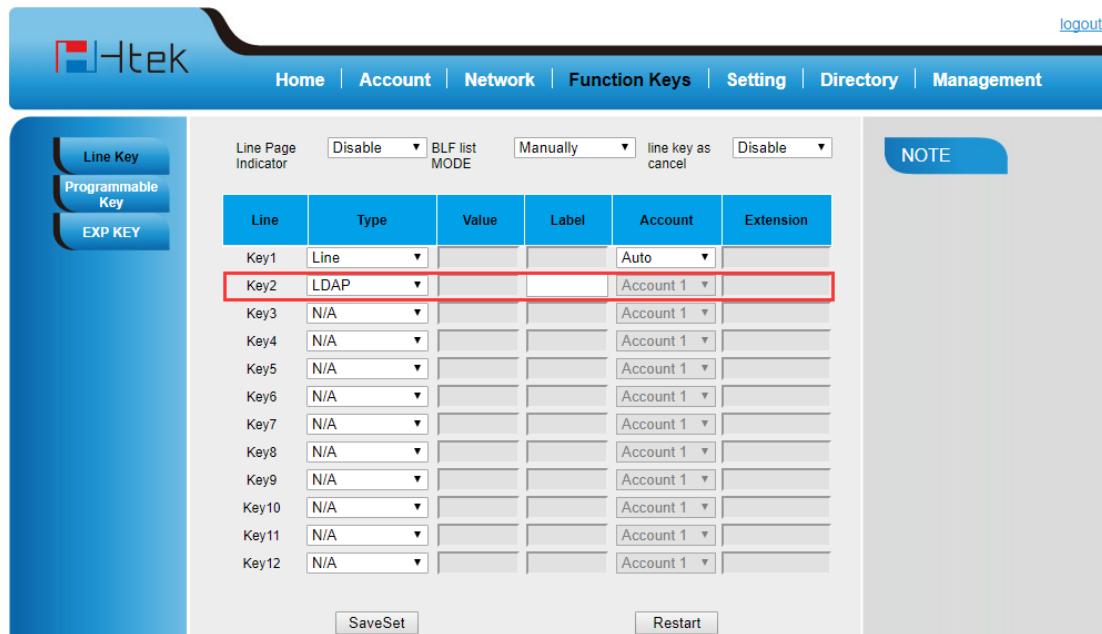 logout
Htek
Home Account Network Function Keys Setting Directory Management
Line Key
Programmable Key
EXP KEY
Line Page Indicator Disable BLF list MODE Manually line key as cancel Disable
NOTE
Line Type Value Label Account Extension
Key1 Line Auto
Key2 LDAP Account 1
Key3 N/A Account 1
Key4 N/A Account 1
Key5 N/A Account 1
Key6 N/A Account 1
Key7 N/A Account 1
Key8 N/A Account 1
Key9 N/A Account 1
Key10 N/A Account 1
Key11 N/A Account 1
Key12 N/A Account 1
SaveSet Restart